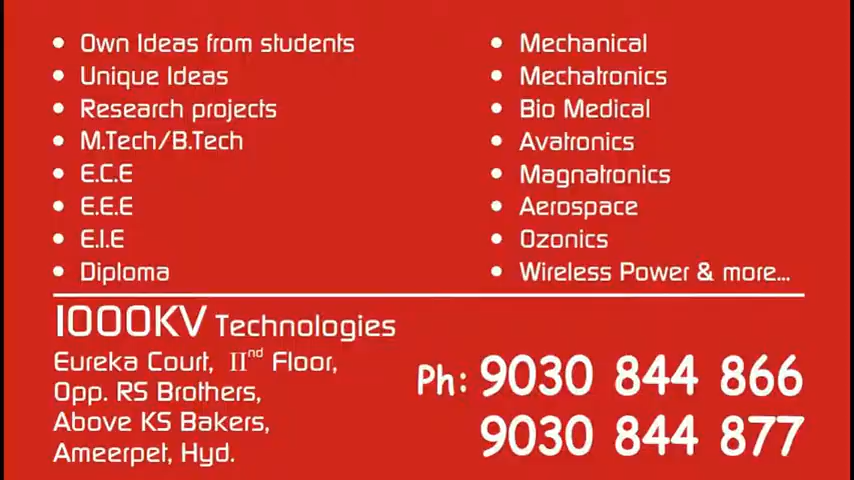 • Own Ideas from students
• Unique Ideas
• Research projects
• M.Tech/B.Tech
• E.C.E
• E.E.E
• E.I.E
• Diploma
• Mechanical
• Mechatronics
• Bio Medical
• Avatronics
• Magnatronics
• Aerospace
• Ozonics
• Wireless Power & more...
1000KV Technologies
Eureka Court, IInd Floor,
Opp. RS Brothers,
Above KS Bakers,
Ameerpet, Hyd.
Ph: 9030 844 866
9030 844 877